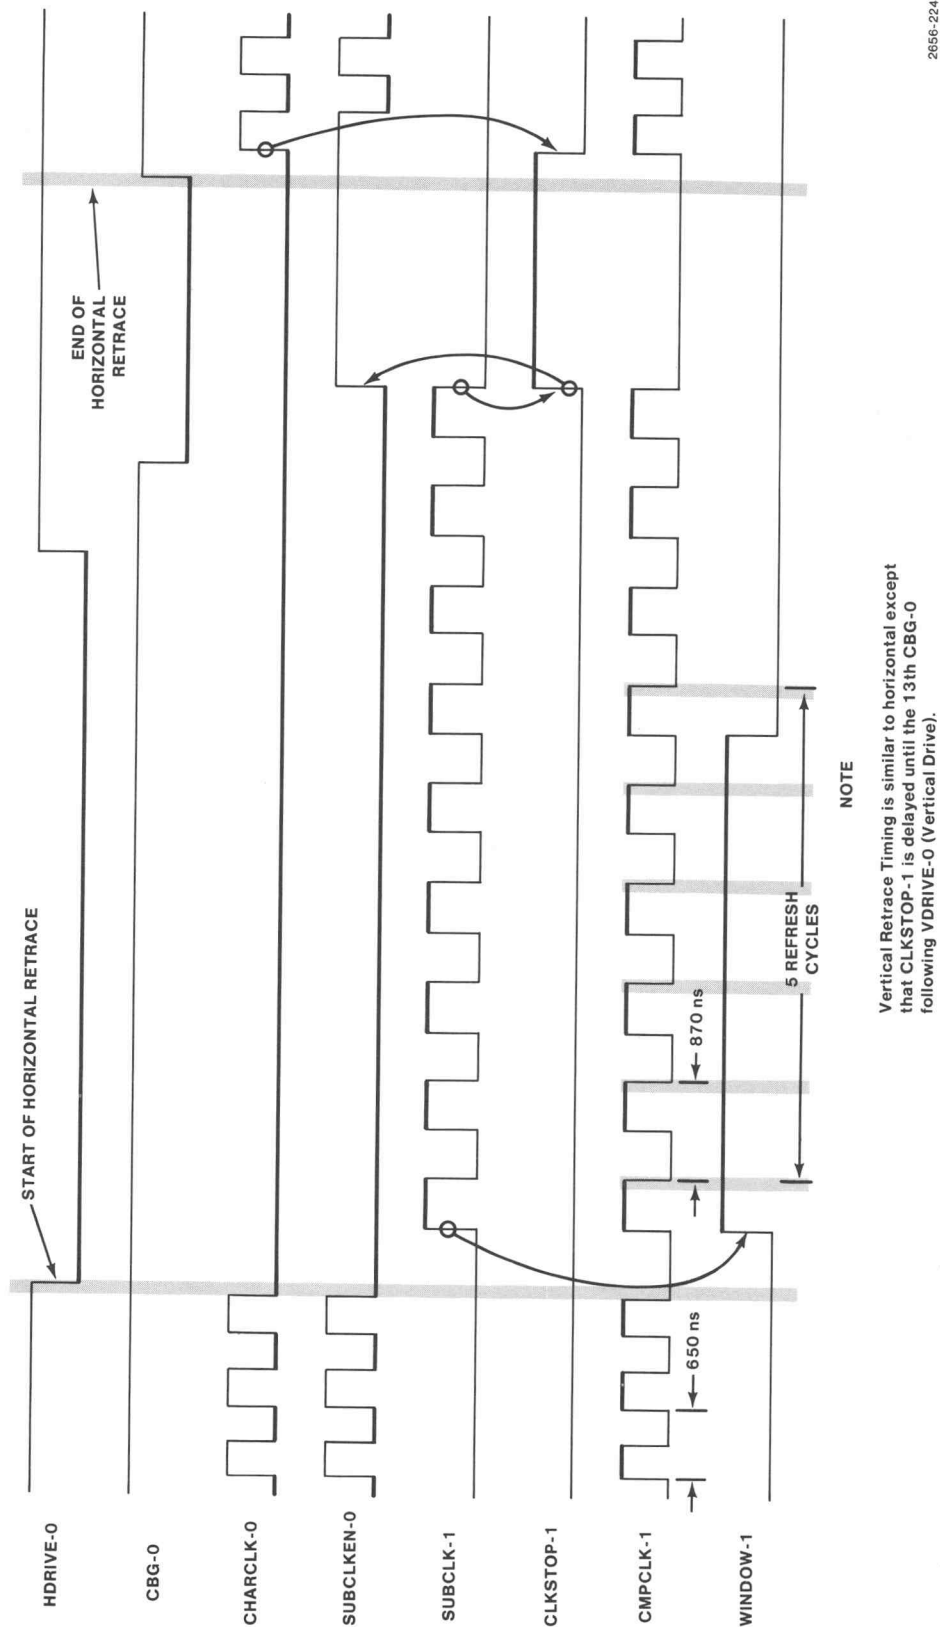 START OF HORIZONTAL RETRACE
END OF
HORIZONTAL
RETRACE
HDRIVE-0
CBG-0
CHARCLK-0
SUBCLKEN-0
SUBCLK-1
CLKSTOP-1
CMPCLK-1
650 ns
870 ns
WINDOW-1
5 REFRESH
CYCLES
NOTE
Vertical Retrace Timing is similar to horizontal except
that CLKSTOP-1 is delayed until the 13th CBG-0
following VDRIVE-0 (Vertical Drive).
2656-224